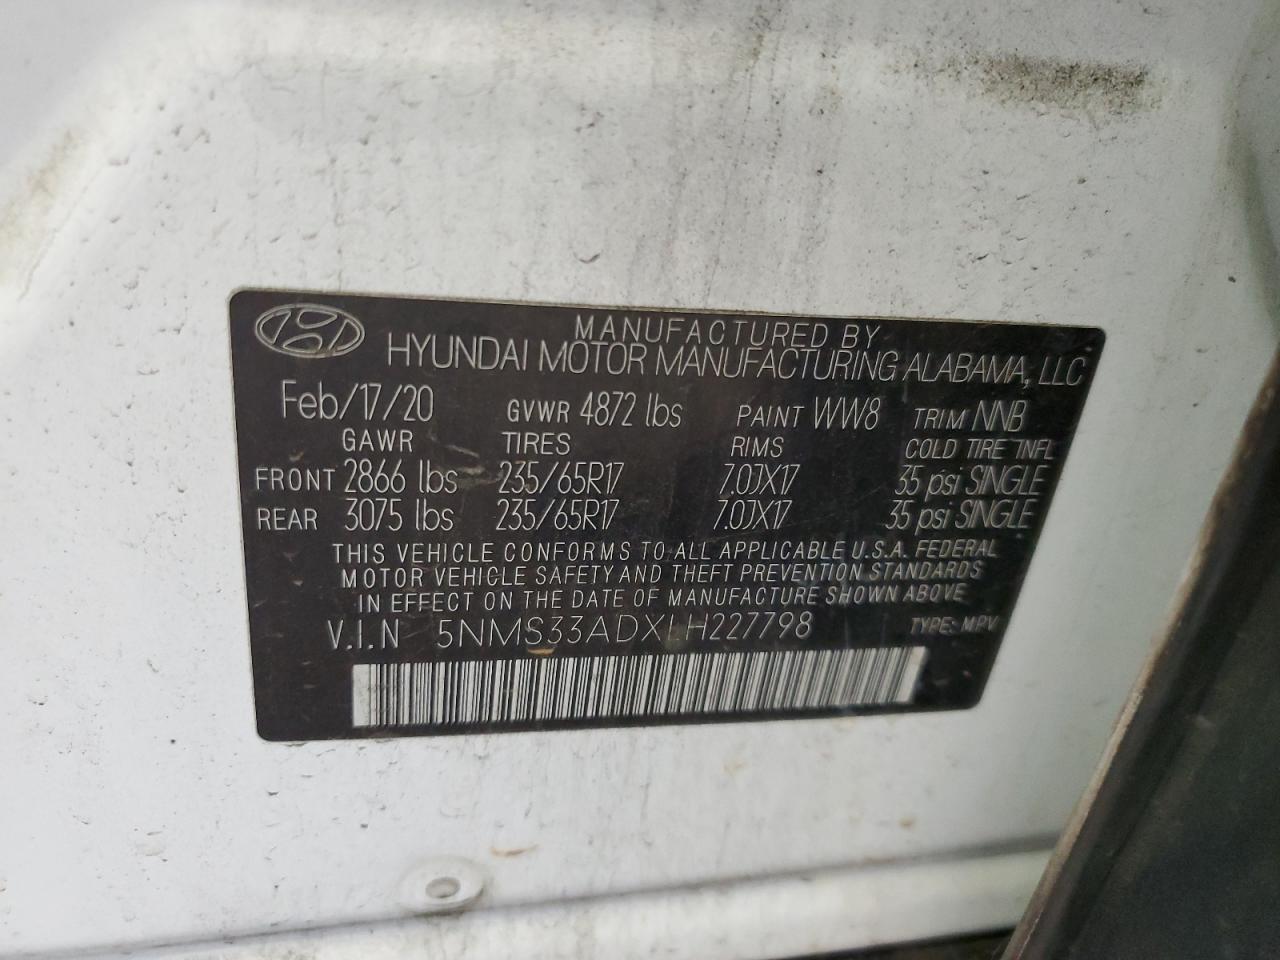 MANUFACTURED BY
HYUNDAI MOTOR MANUFACTURING ALABAMA, LLC
Feb/17/20 GVWR 4872 lbs PAINT WW8 TRIM NNB
GAWR TIRES RIMS COLD TIRE INFL
FRONT 2866 lbs 235/65R17 7.0JX17 35 psi SINGLE
REAR 3075 lbs 235/65R17 7.0JX17 35 psi SINGLE
THIS VEHICLE CONFORMS TO ALL APPLICABLE U.S.A. FEDERAL
MOTOR VEHICLE SAFETY AND THEFT PREVENTION STANDARDS
IN EFFECT ON THE DATE OF MANUFACTURE SHOWN ABOVE
V.I.N 5NMS33ADXLH227798 TYPE: MPV